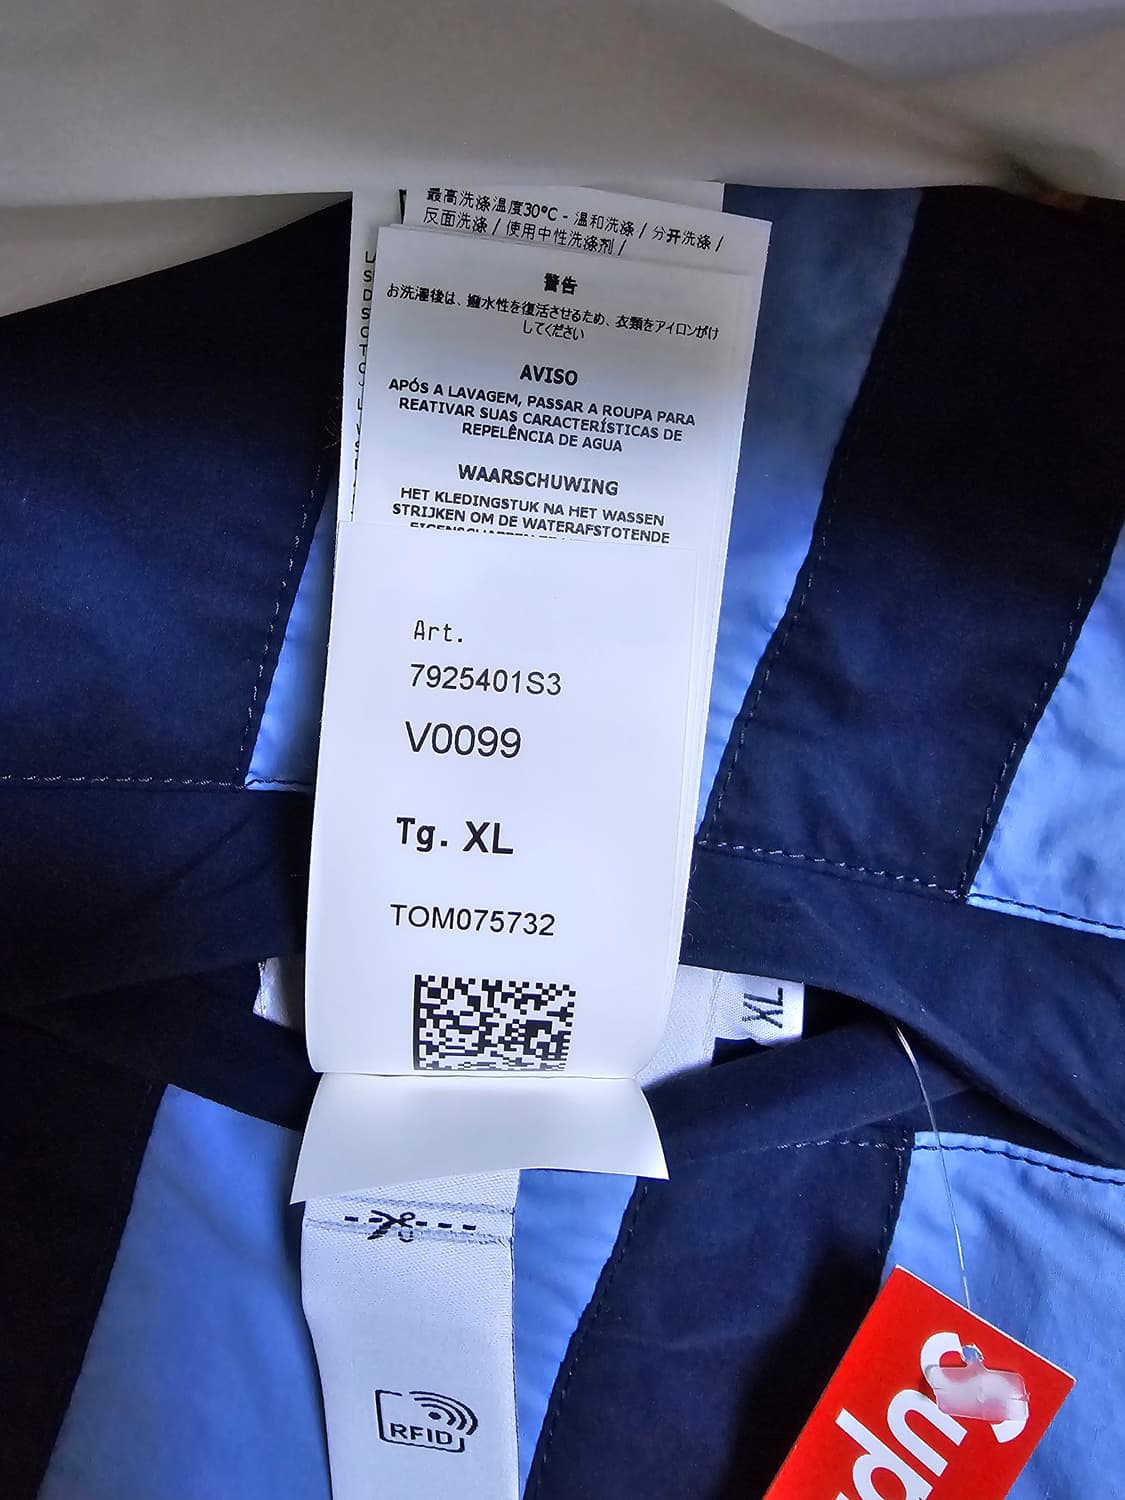 最高洗涤温度30°C - 温和洗涤 / 分开洗涤 /
反面洗涤 / 使用中性洗涤剂 /
警告
お洗濯後は、撥水性を復活させるため、衣類をアイロンがけ
してください
AVISO
APÓS A LAVAGEM, PASSAR A ROUPA PARA
REATIVAR SUAS CARACTERÍSTICAS DE
REPELÊNCIA DE AGUA
WAARSCHUWING
HET KLEDINGSTUK NA HET WASSEN
STRIJKEN OM DE WATERAFSTOTENDE
Art.
7925401S3
V0099
Tg. XL
TOM075732
XL
RFID
Sup